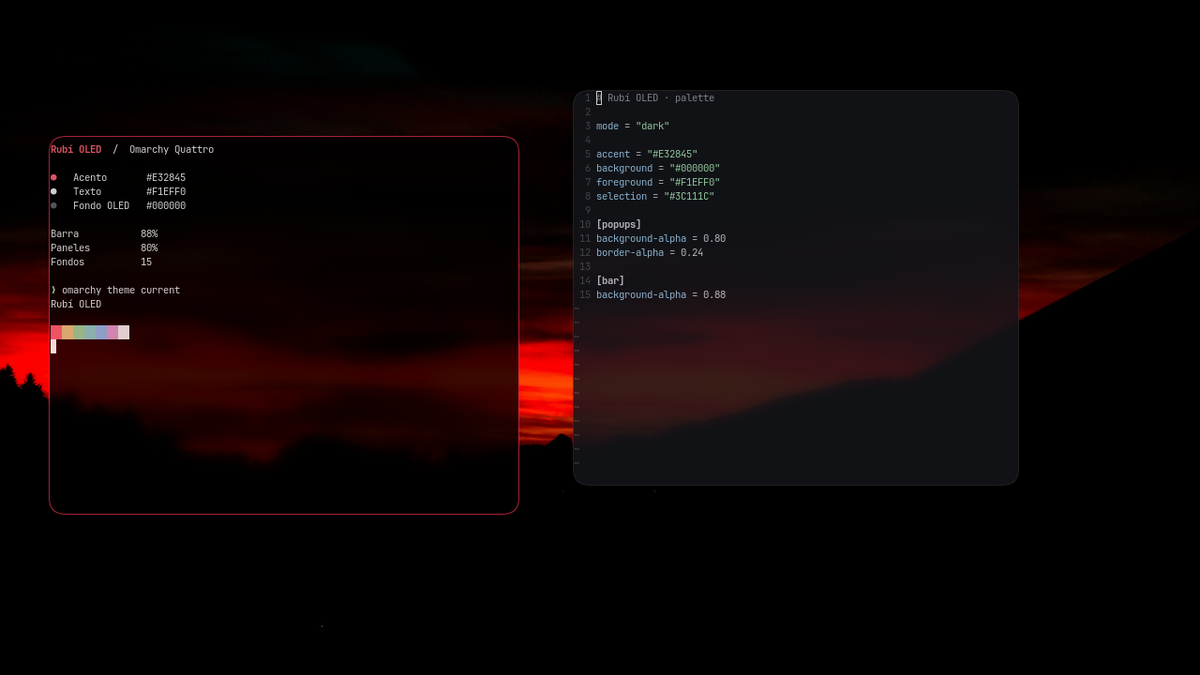 Rubí OLED  /  Omarchy Quattro
●  Acento  #E32845
●  Texto  #F1EFF0
●  Fondo OLED  #000000
Barra  88%
Paneles  80%
Fondos  15
❯ omarchy theme current
Rubí OLED
1 # Rubí OLED · palette
2
3 mode = "dark"
4
5 accent = "#E32845"
6 background = "#000000"
7 foreground = "#F1EFF0"
8 selection = "#3C111C"
9
10 [popups]
11 background-alpha = 0.80
12 border-alpha = 0.24
13
14 [bar]
15 background-alpha = 0.88
~
~
~
~
~
~
~
~
~
~
~
~